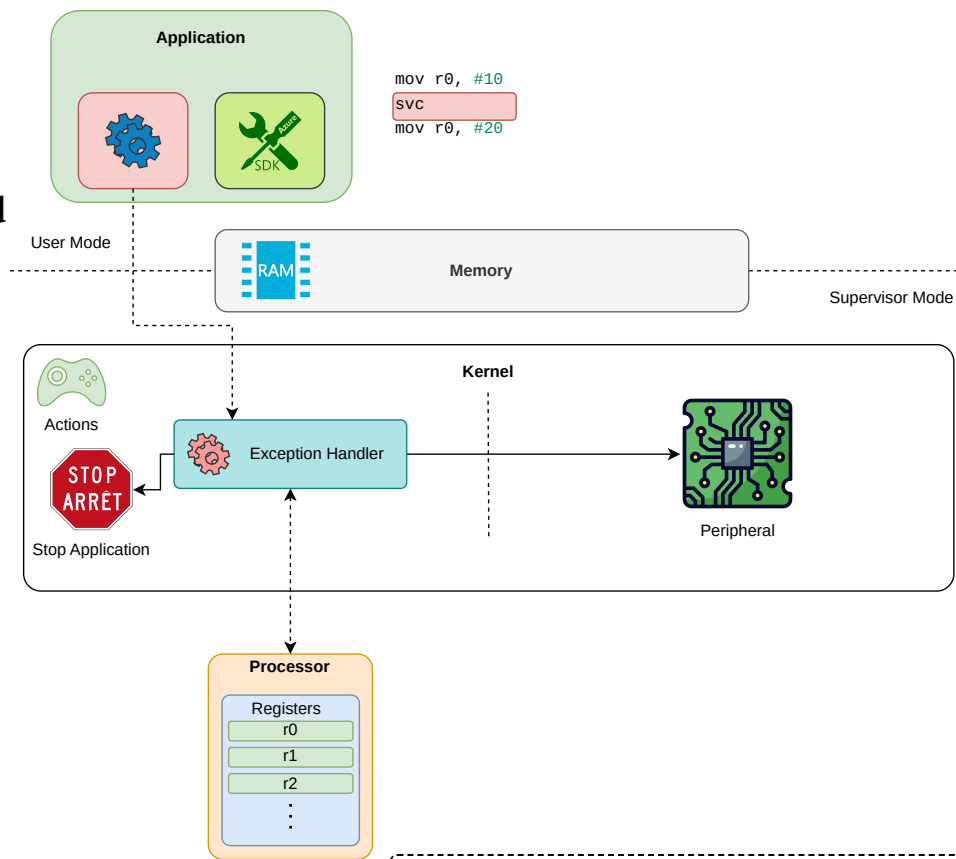 Application
mov r0, #10
svc
mov r0, #20
Azure
SDK
User Mode
RAM
Memory
Supervisor Mode
Kernel
Actions
Exception Handler
STOP
ARRÊT
Stop Application
Peripheral
Processor
Registers
r0
r1
r2